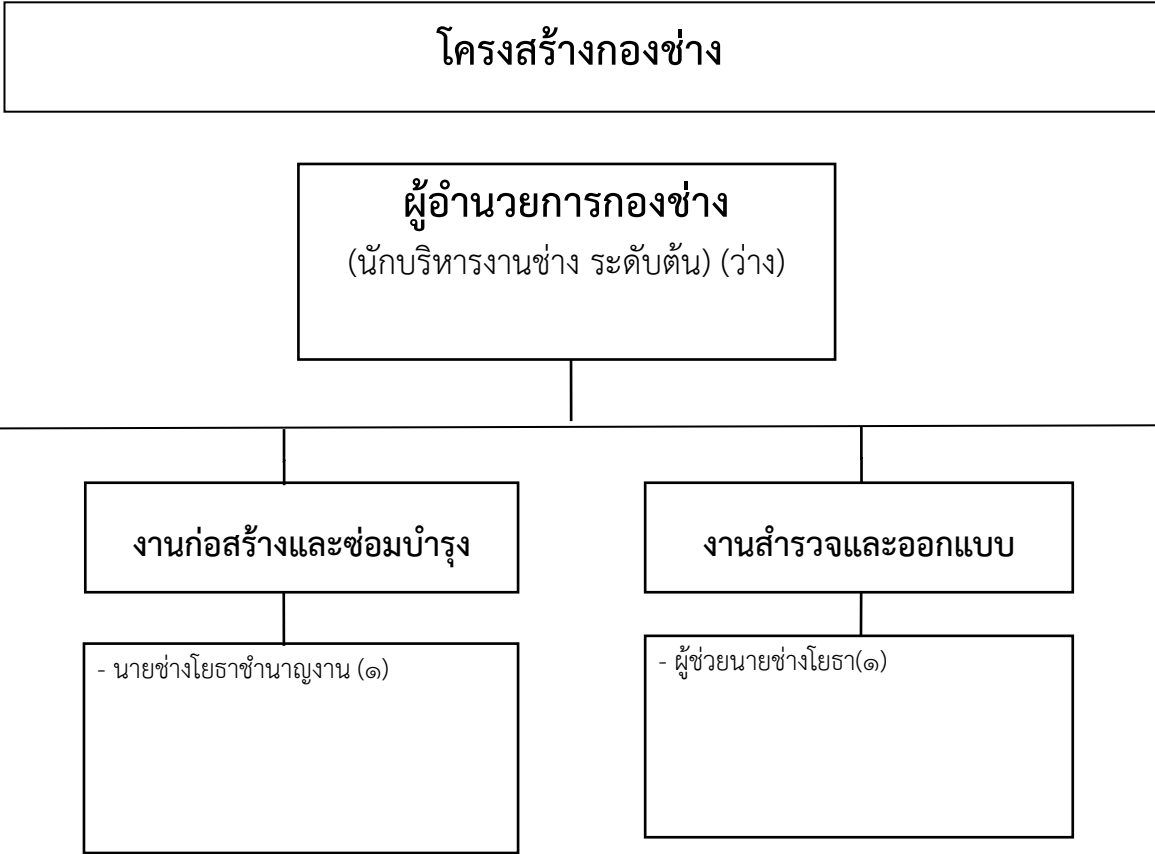 โครงสร้างกองช่าง
ผู้อำนวยการกองช่าง
(นักบริหารงานช่าง ระดับต้น) (ว่าง)
งานก่อสร้างและซ่อมบำรุง
งานสำรวจและออกแบบ
- นายช่างโยธาชำนาญงาน (๑)
- ผู้ช่วยนายช่างโยธา(๑)